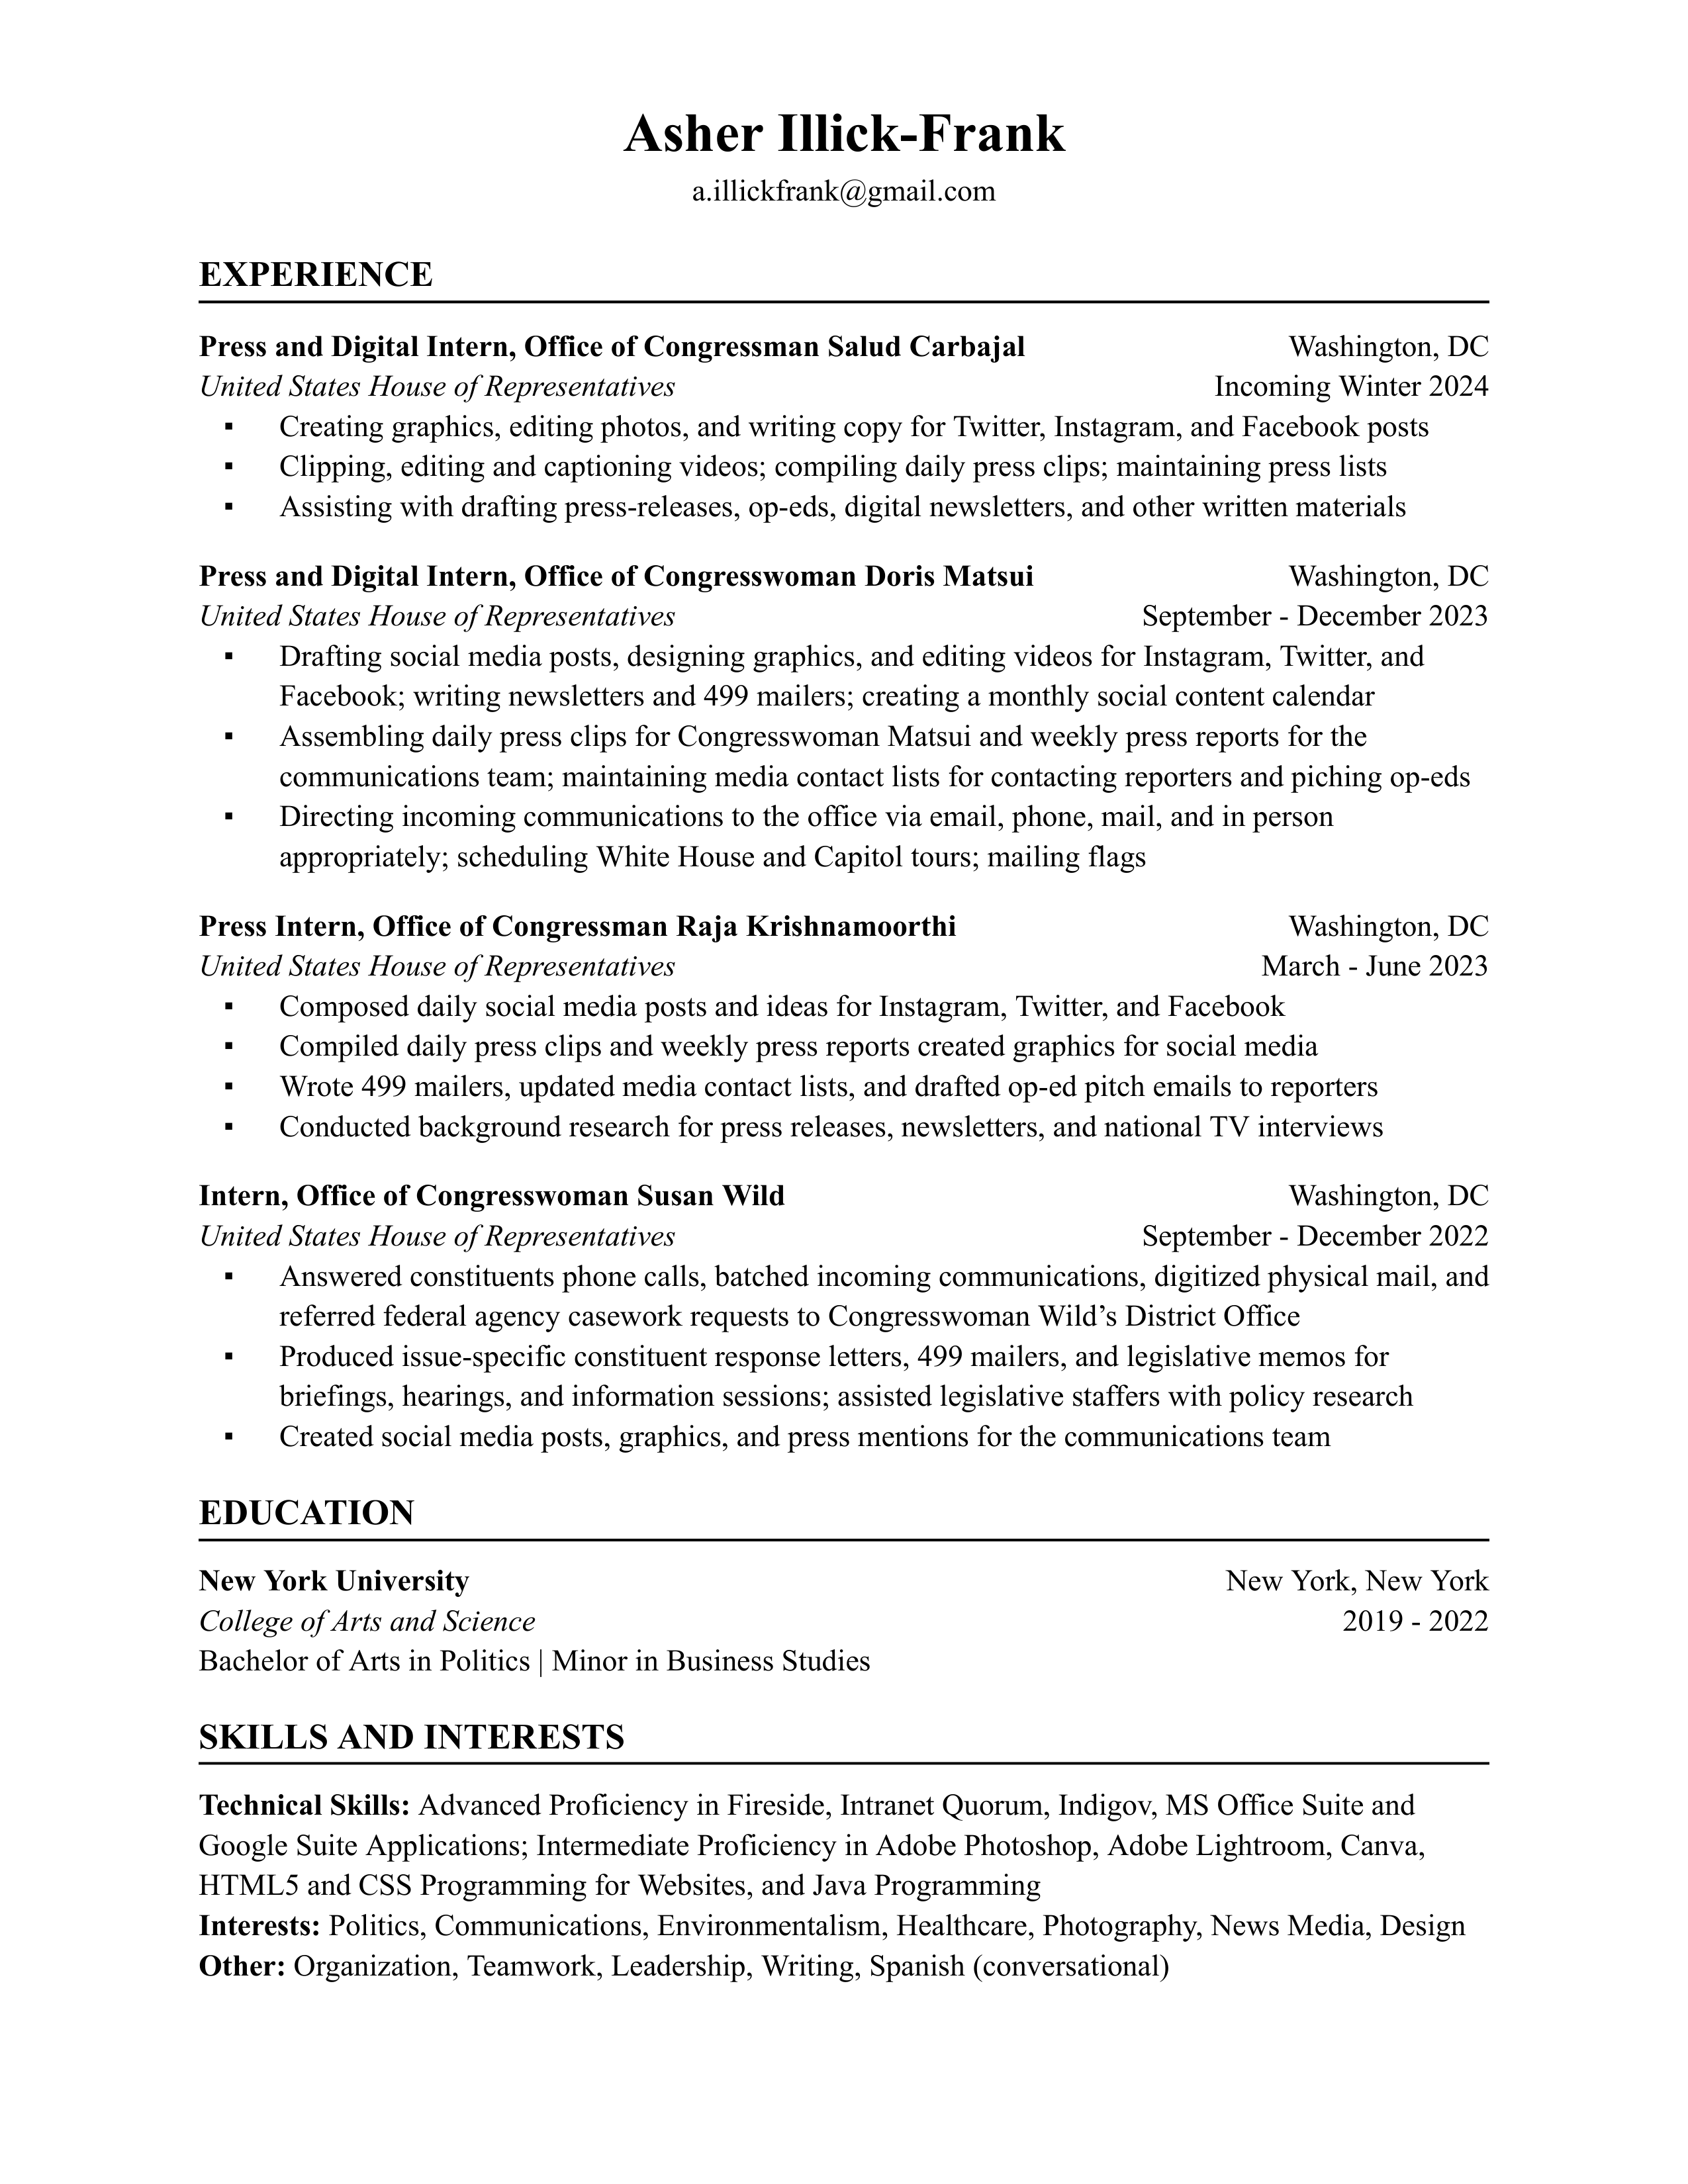 Asher Illick-Frank
a.illickfrank@gmail.com
EXPERIENCE
Press and Digital Intern, Office of Congressman Salud Carbajal Washington, DC
United States House of Representatives Incoming Winter 2024
▪ Creating graphics, editing photos, and writing copy for Twitter, Instagram, and Facebook posts
▪ Clipping, editing and captioning videos; compiling daily press clips; maintaining press lists
▪ Assisting with drafting press-releases, op-eds, digital newsletters, and other written materials
Press and Digital Intern, Office of Congresswoman Doris Matsui Washington, DC
United States House of Representatives September - December 2023
▪ Drafting social media posts, designing graphics, and editing videos for Instagram, Twitter, and
Facebook; writing newsletters and 499 mailers; creating a monthly social content calendar
▪ Assembling daily press clips for Congresswoman Matsui and weekly press reports for the
communications team; maintaining media contact lists for contacting reporters and piching op-eds
▪ Directing incoming communications to the office via email, phone, mail, and in person
appropriately; scheduling White House and Capitol tours; mailing flags
Press Intern, Office of Congressman Raja Krishnamoorthi Washington, DC
United States House of Representatives March - June 2023
▪ Composed daily social media posts and ideas for Instagram, Twitter, and Facebook
▪ Compiled daily press clips and weekly press reports created graphics for social media
▪ Wrote 499 mailers, updated media contact lists, and drafted op-ed pitch emails to reporters
▪ Conducted background research for press releases, newsletters, and national TV interviews
Intern, Office of Congresswoman Susan Wild Washington, DC
United States House of Representatives September - December 2022
▪ Answered constituents phone calls, batched incoming communications, digitized physical mail, and
referred federal agency casework requests to Congresswoman Wild’s District Office
▪ Produced issue-specific constituent response letters, 499 mailers, and legislative memos for
briefings, hearings, and information sessions; assisted legislative staffers with policy research
▪ Created social media posts, graphics, and press mentions for the communications team
EDUCATION
New York University New York, New York
College of Arts and Science 2019 - 2022
Bachelor of Arts in Politics | Minor in Business Studies
SKILLS AND INTERESTS
Technical Skills: Advanced Proficiency in Fireside, Intranet Quorum, Indigov, MS Office Suite and
Google Suite Applications; Intermediate Proficiency in Adobe Photoshop, Adobe Lightroom, Canva,
HTML5 and CSS Programming for Websites, and Java Programming
Interests: Politics, Communications, Environmentalism, Healthcare, Photography, News Media, Design
Other: Organization, Teamwork, Leadership, Writing, Spanish (conversational)